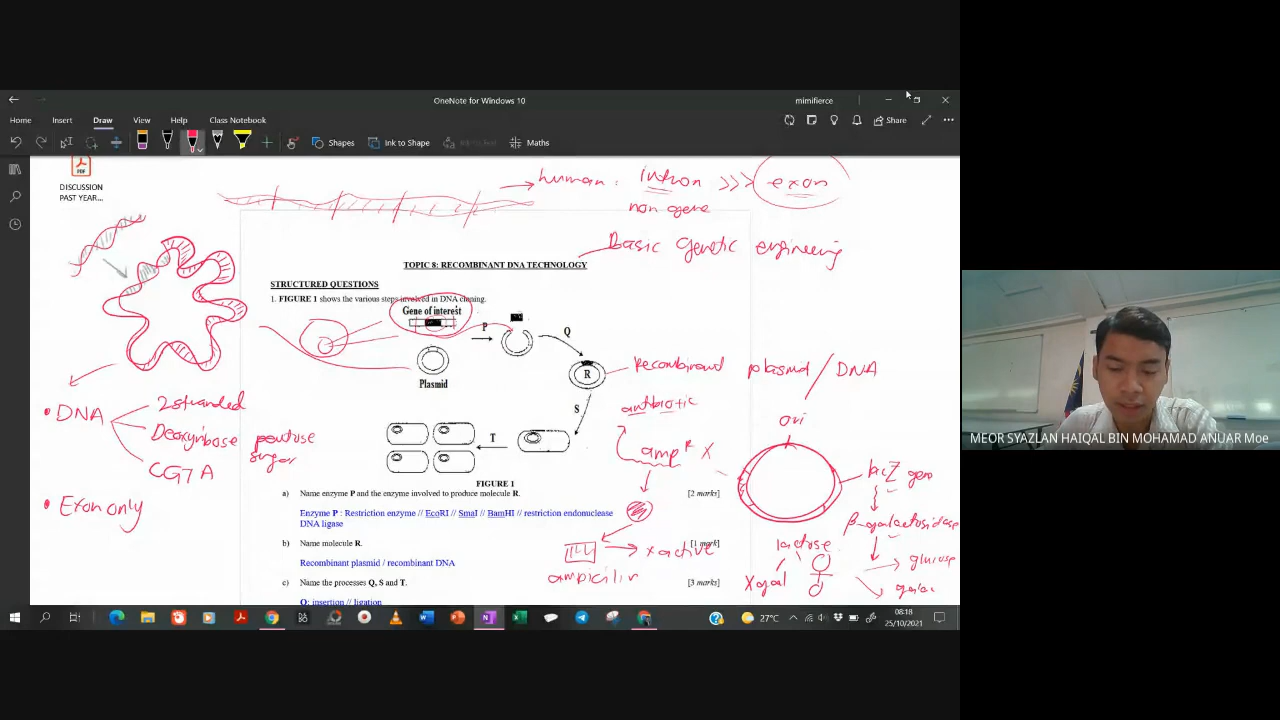 OneNote for Windows 10
mimifierce
Home Insert Draw View Help Class Notebook
Share
Shapes Ink to Shape Maths
PDF
DISCUSSION
PAST YEAR...
human : intron >>> exon
non gene
Basic genetic engineering
TOPIC 8: RECOMBINANT DNA TECHNOLOGY
STRUCTURED QUESTIONS
1. FIGURE 1 shows the various steps involved in DNA cloning.
Gene of interest
P
Q
Plasmid
R
recombinant plasmid / DNA
S
T
antibiotic
ampR X
ori
lacZ gene
β-galactosidase
lactose
glucose
galac
X gal
X active
ampicilin
DNA
2 stranded
Deoxyribose pentose
sugar
CGTA
Exon only
FIGURE 1
a) Name enzyme P and the enzyme involved to produce molecule R. [2 marks]
Enzyme P : Restriction enzyme // EcoRI // SmaI // BamHI // restriction endonuclease
DNA ligase
b) Name molecule R. [1 mark]
Recombinant plasmid / recombinant DNA
c) Name the processes Q, S and T. [3 marks]
Q: insertion // ligation
27°C
08:18
25/10/2021
MEOR SYAZLAN HAIQAL BIN MOHAMAD ANUAR Moe